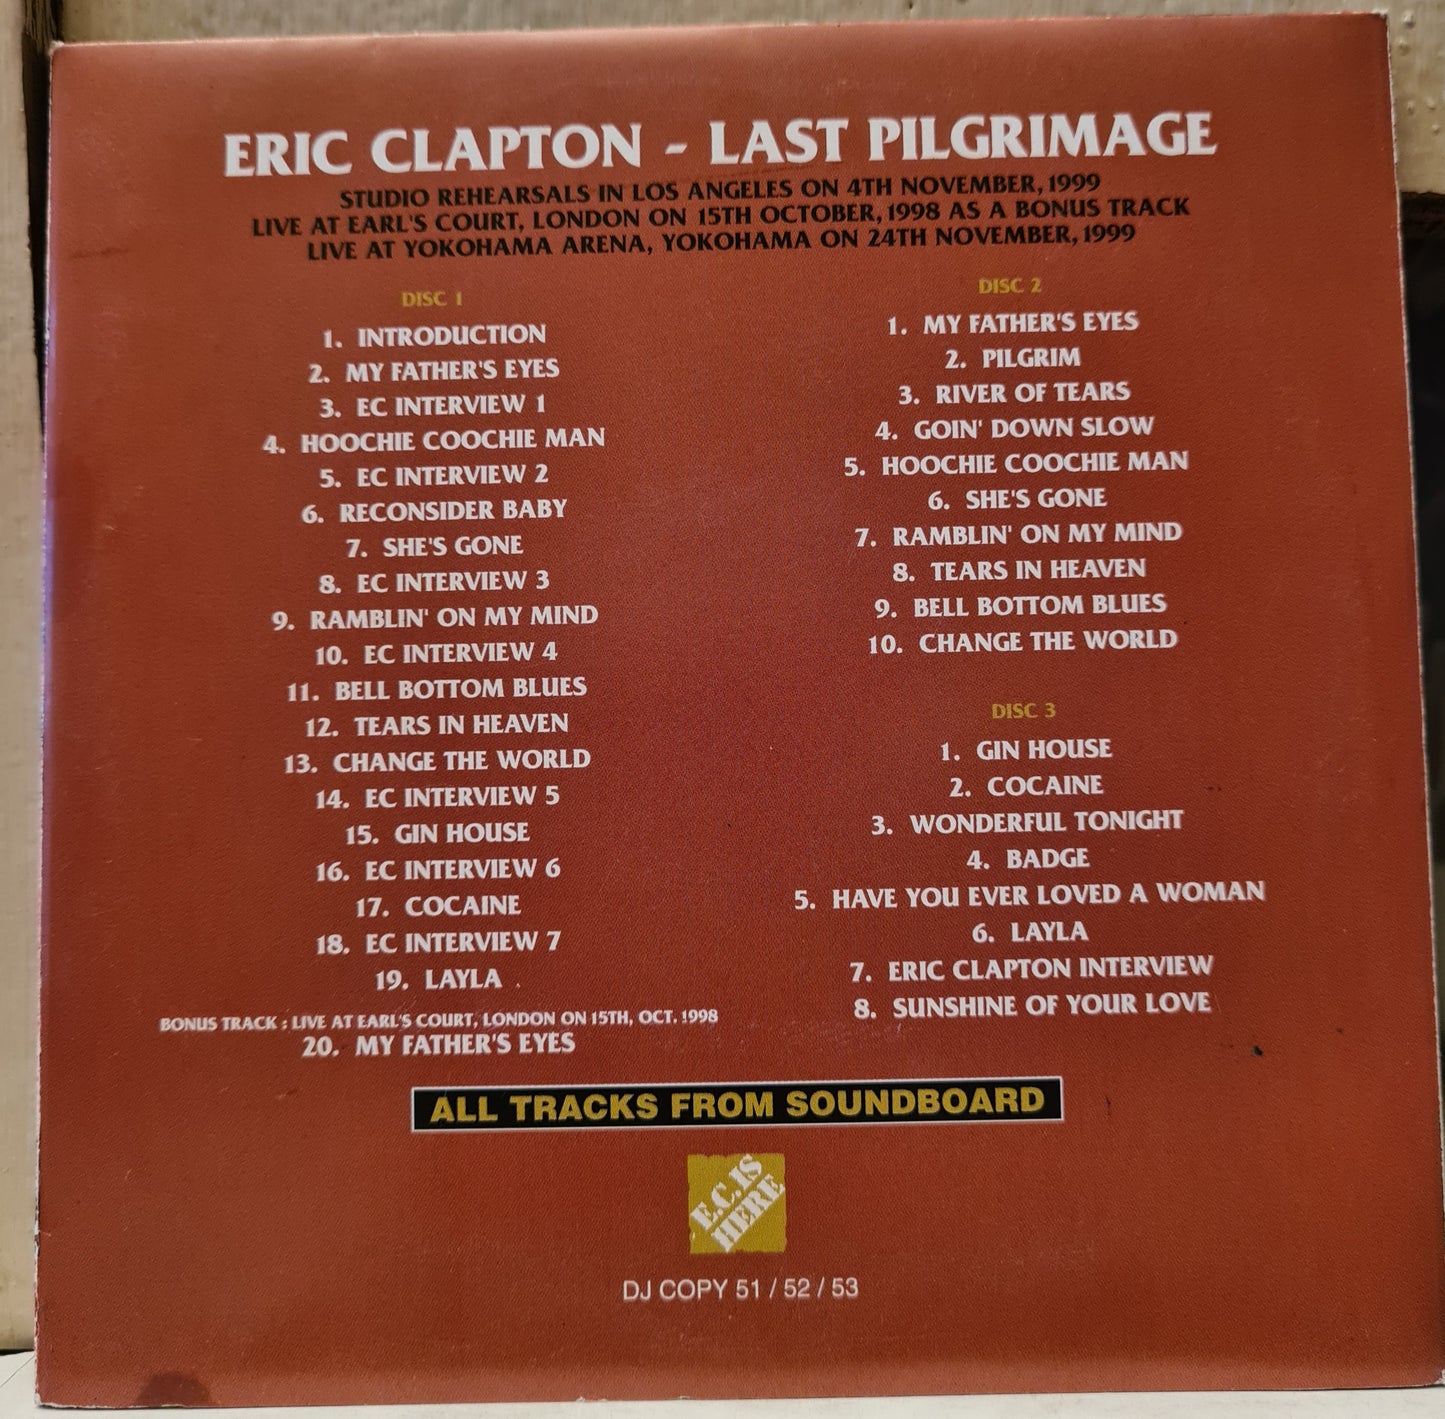 ERIC CLAPTON - LAST PILGRIMAGE
STUDIO REHEARSALS IN LOS ANGELES ON 4TH NOVEMBER, 1999
LIVE AT EARL'S COURT, LONDON ON 15TH OCTOBER, 1998 AS A BONUS TRACK
LIVE AT YOKOHAMA ARENA, YOKOHAMA ON 24TH NOVEMBER, 1999
DISC 1
1. INTRODUCTION
2. MY FATHER'S EYES
3. EC INTERVIEW 1
4. HOOCHIE COOCHIE MAN
5. EC INTERVIEW 2
6. RECONSIDER BABY
7. SHE'S GONE
8. EC INTERVIEW 3
9. RAMBLIN' ON MY MIND
10. EC INTERVIEW 4
11. BELL BOTTOM BLUES
12. TEARS IN HEAVEN
13. CHANGE THE WORLD
14. EC INTERVIEW 5
15. GIN HOUSE
16. EC INTERVIEW 6
17. COCAINE
18. EC INTERVIEW 7
19. LAYLA
BONUS TRACK : LIVE AT EARL'S COURT, LONDON ON 15TH, OCT. 1998
20. MY FATHER'S EYES
DISC 2
1. MY FATHER'S EYES
2. PILGRIM
3. RIVER OF TEARS
4. GOIN' DOWN SLOW
5. HOOCHIE COOCHIE MAN
6. SHE'S GONE
7. RAMBLIN' ON MY MIND
8. TEARS IN HEAVEN
9. BELL BOTTOM BLUES
10. CHANGE THE WORLD
DISC 3
1. GIN HOUSE
2. COCAINE
3. WONDERFUL TONIGHT
4. BADGE
5. HAVE YOU EVER LOVED A WOMAN
6. LAYLA
7. ERIC CLAPTON INTERVIEW
8. SUNSHINE OF YOUR LOVE
ALL TRACKS FROM SOUNDBOARD
E.C. IS
HERE
DJ COPY 51 / 52 / 53